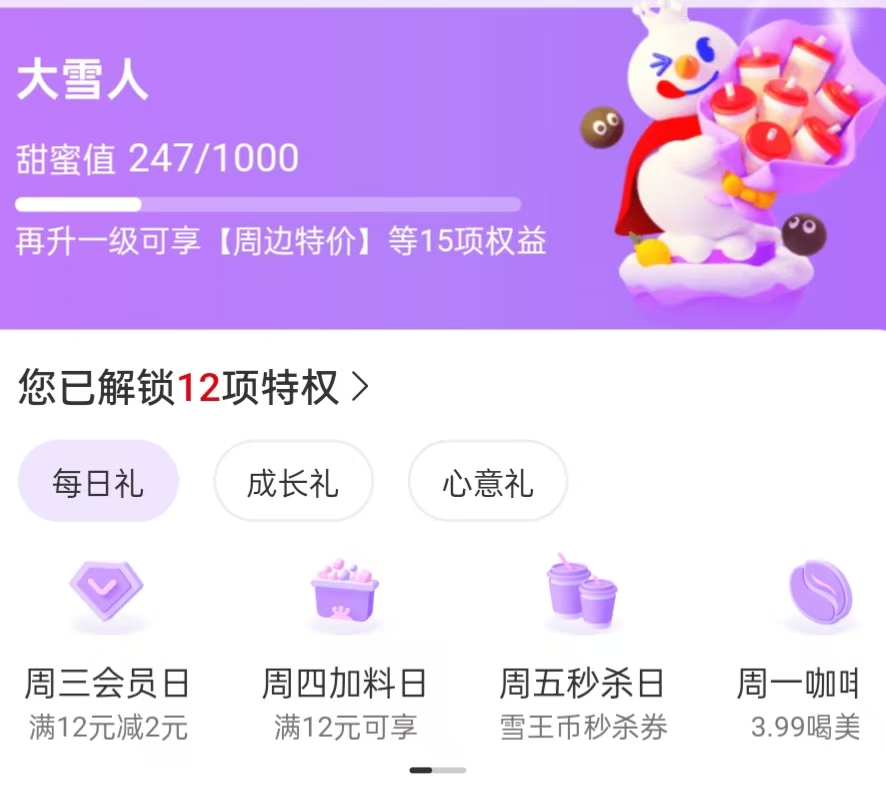 大雪人
甜蜜值 247/1000
再升一级可享【周边特价】等15项权益
您已解锁12项特权
每日礼 成长礼 心意礼
周三会员日 周四加料日 周五秒杀日 周一咖
满12元减2元 满12元可享 雪王币秒杀券 3.99喝美